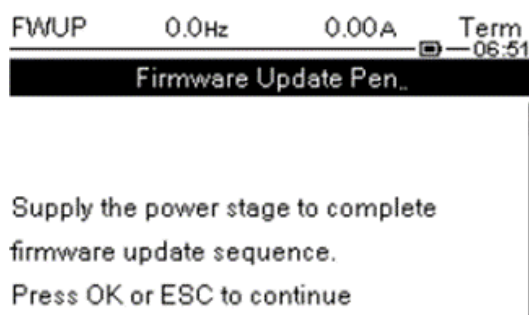 FWUP 0.0Hz 0.00A Term
06:51
Firmware Update Pen..
Supply the power stage to complete
firmware update sequence.
Press OK or ESC to continue